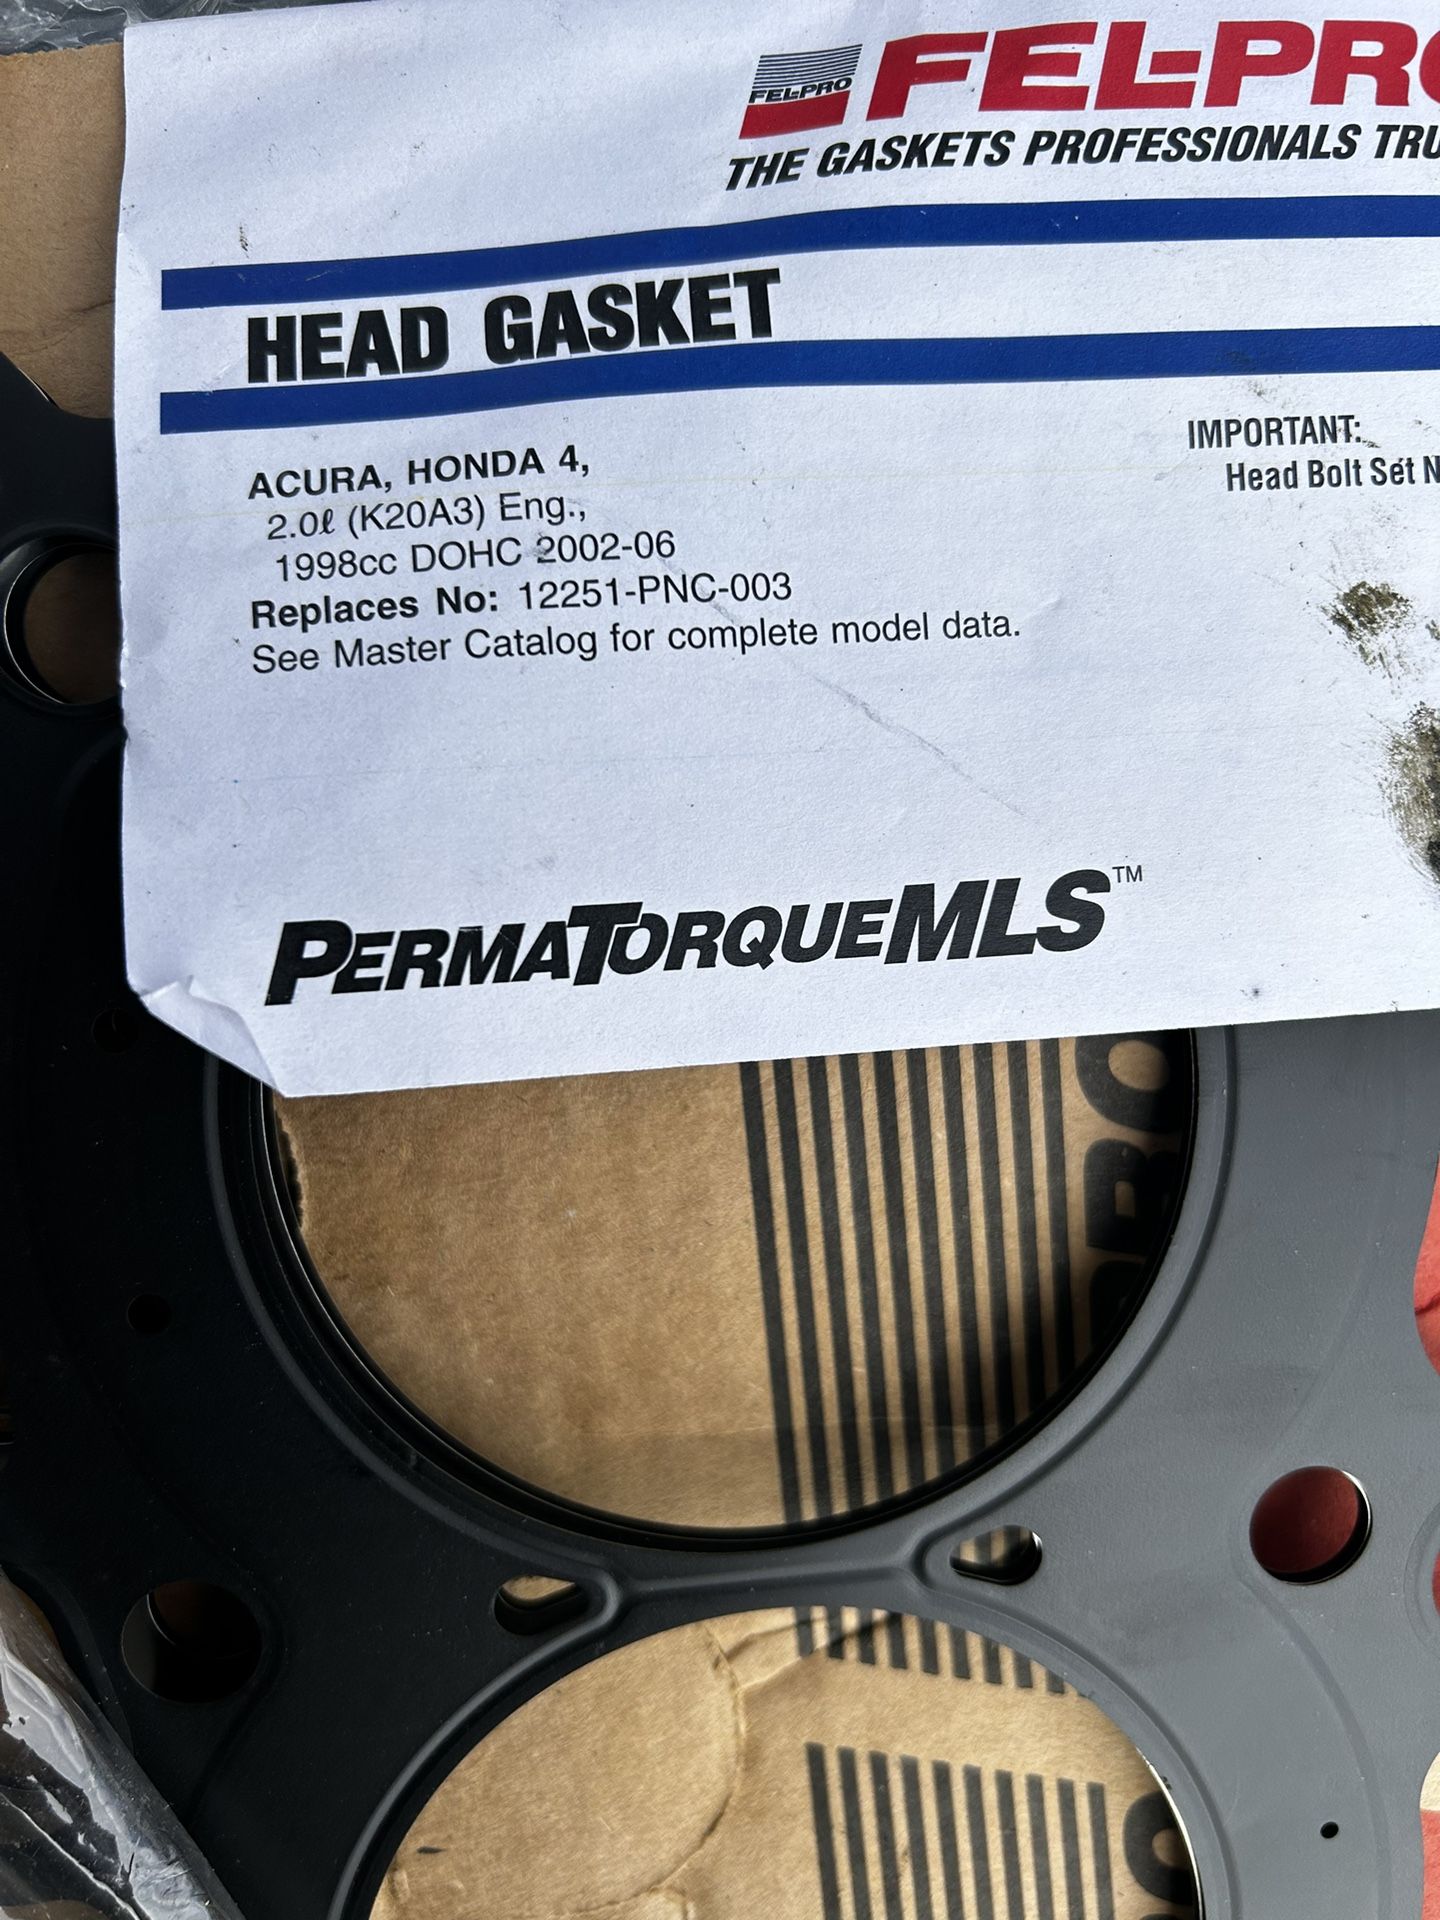 FEL-PRO
FEL-PRO
THE GASKETS PROFESSIONALS
HEAD GASKET
ACURA, HONDA 4,
2.0ℓ (K20A3) Eng.,
1998cc DOHC 2002-06
Replaces No: 12251-PNC-003
See Master Catalog for complete model data.
IMPORTANT:
Head Bolt Set
PERMATORQUEMLS™